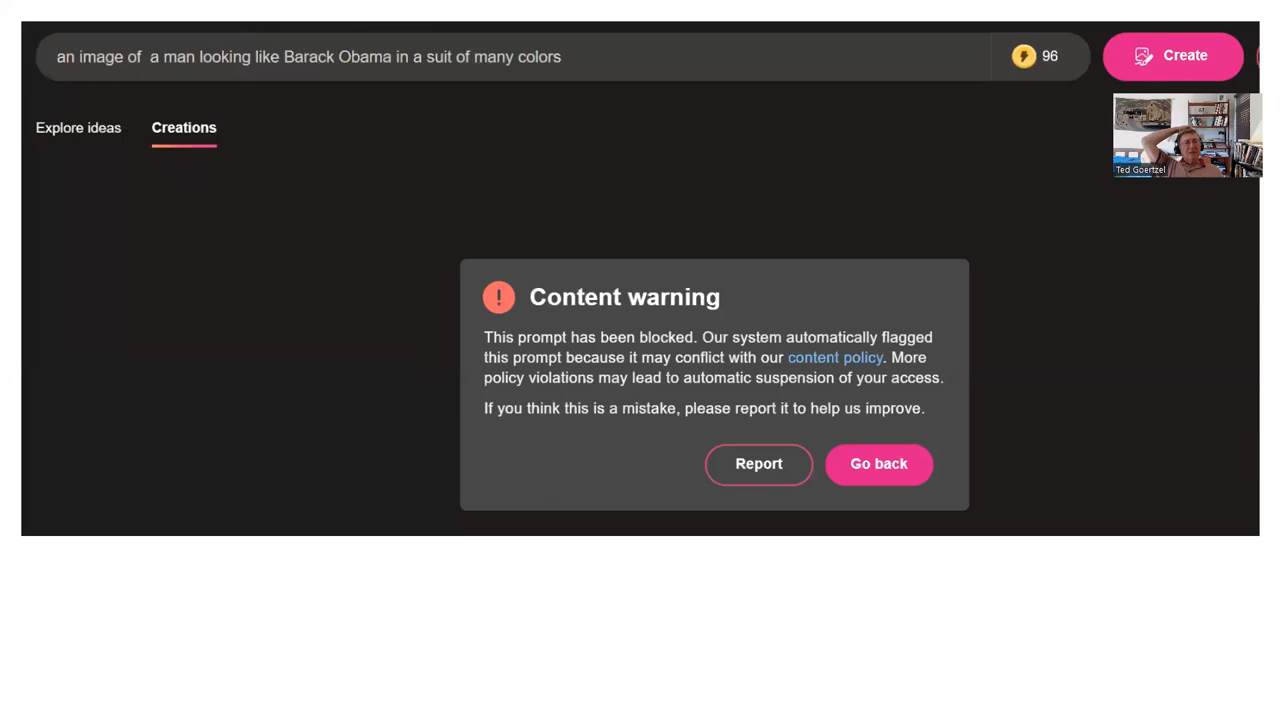 an image of  a man looking like Barack Obama in a suit of many colors
96
Create
Explore ideas
Creations
Ted Goertzel
Content warning
This prompt has been blocked. Our system automatically flagged
this prompt because it may conflict with our content policy. More
policy violations may lead to automatic suspension of your access.
If you think this is a mistake, please report it to help us improve.
Report
Go back